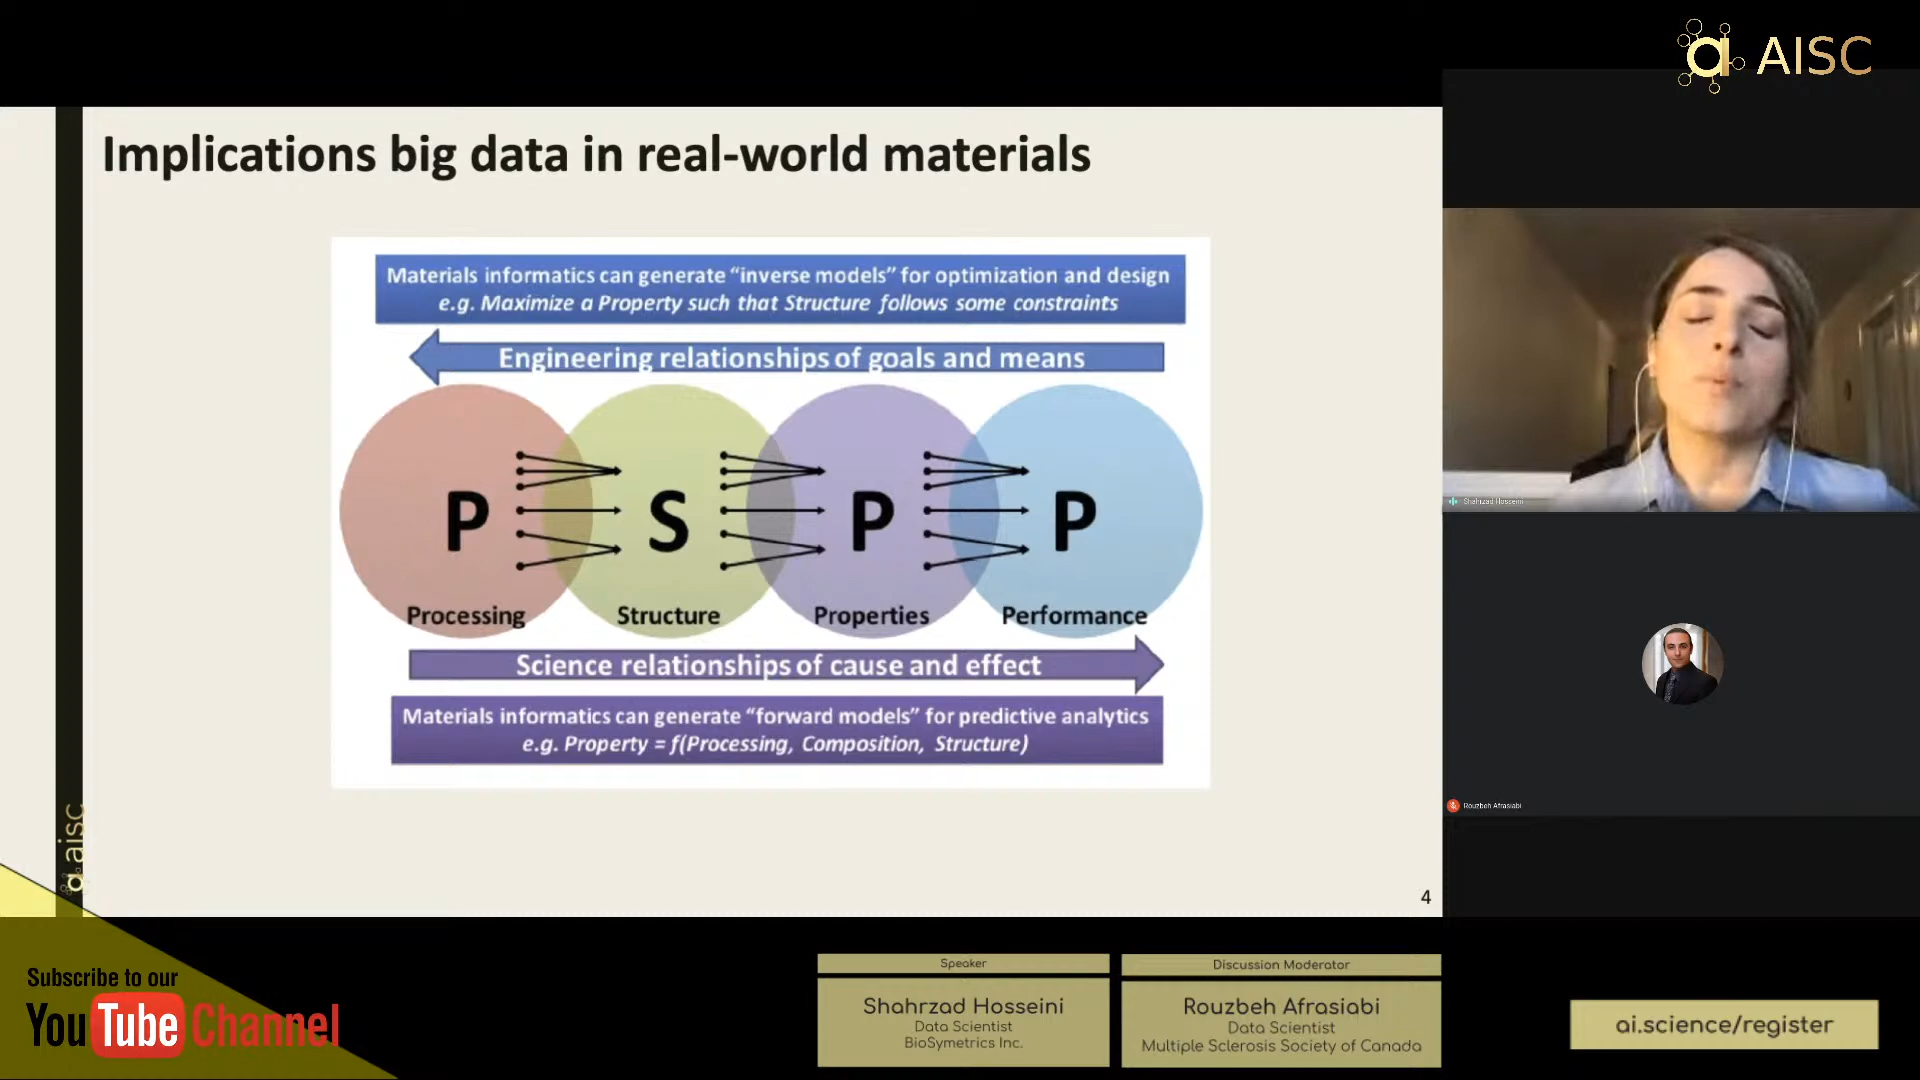 AISC
Implications big data in real-world materials
Materials informatics can generate “inverse models” for optimization and design
e.g. Maximize a Property such that Structure follows some constraints
Engineering relationships of goals and means
P S P P
Processing Structure Properties Performance
Science relationships of cause and effect
Materials informatics can generate “forward models” for predictive analytics
e.g. Property = f(Processing, Composition, Structure)
aisc
4
Shahrzad Hosseini
Rouzbeh Afrasiabi
Subscribe to our
YouTube Channel
Speaker
Shahrzad Hosseini
Data Scientist
BioSymetrics Inc.
Discussion Moderator
Rouzbeh Afrasiabi
Data Scientist
Multiple Sclerosis Society of Canada
ai.science/register